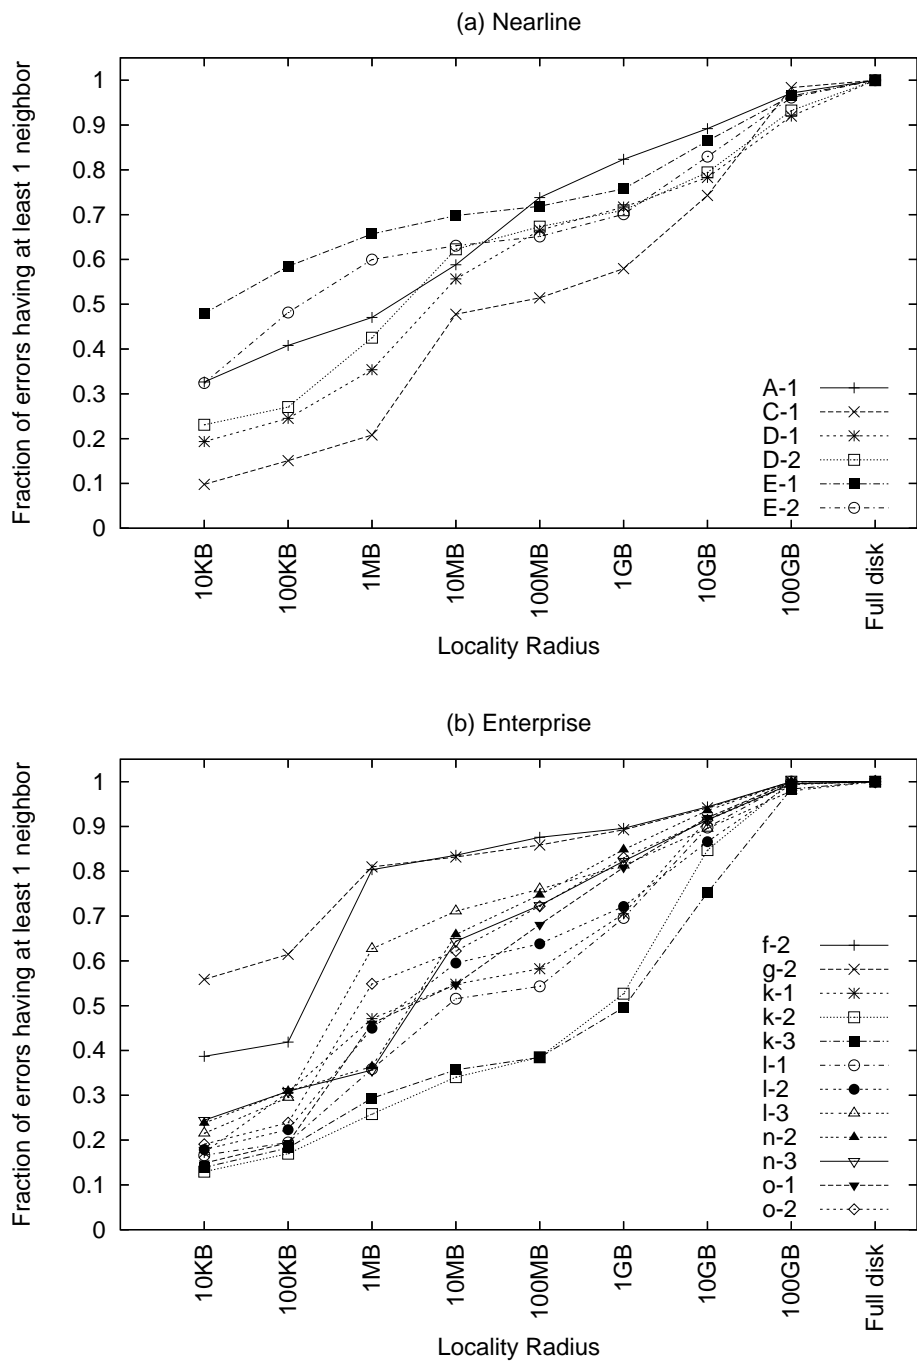 (a) Nearline
Fraction of errors having at least 1 neighbor
1
0.9
0.8
0.7
0.6
0.5
0.4
0.3
0.2
0.1
0
A-1
C-1
D-1
D-2
E-1
E-2
10KB
100KB
1MB
10MB
100MB
1GB
10GB
100GB
Full disk
Locality Radius
(b) Enterprise
Fraction of errors having at least 1 neighbor
1
0.9
0.8
0.7
0.6
0.5
0.4
0.3
0.2
0.1
0
f-2
g-2
k-1
k-2
k-3
l-1
l-2
l-3
n-2
n-3
o-1
o-2
10KB
100KB
1MB
10MB
100MB
1GB
10GB
100GB
Full disk
Locality Radius